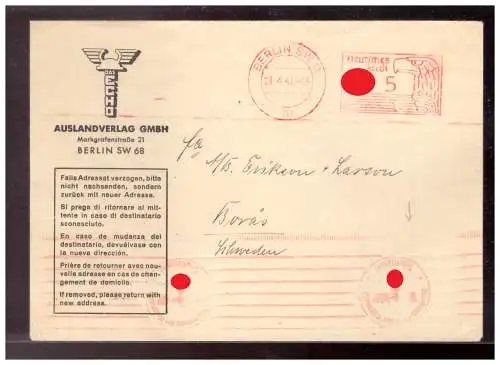 DAS
ECHO
AUSLANDVERLAG GMBH
Markgrafenstraße 21
BERLIN SW 68
BERLIN SW
DEUTSCHES
REICH
5
Falls Adressat verzogen, bitte
nicht nachsenden, sondern
zurück mit neuer Adresse.
Si prega di ritornare al mit-
tente in caso di destinatario
sconosciuto.
En caso de mudanza del
destinatario, devuélvase con
la nueva dirección.
Prière de retourner avec nou-
velle adresse en cas de chan-
gement de domicile.
If removed, please return with
new address.
+ Larson
Borås
Schweden